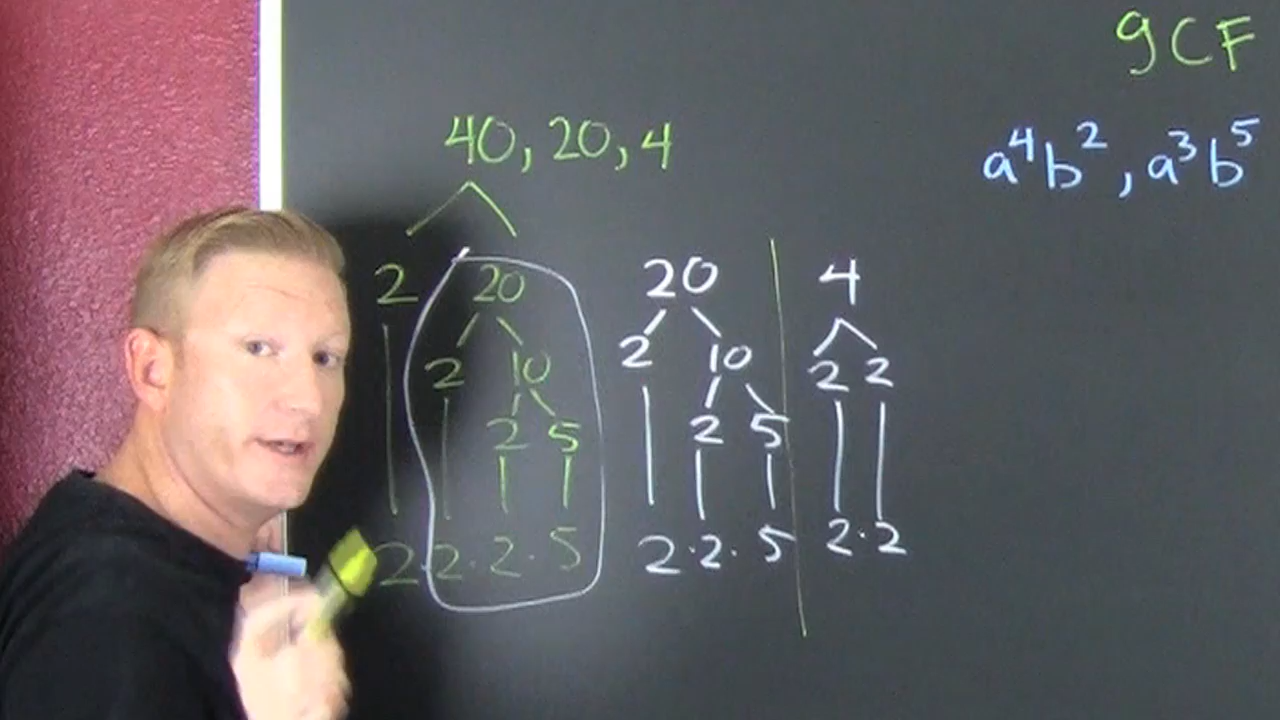 gCF
40, 20, 4
a⁴b², a³b⁵
2 20 20 4
2 10 2 10 2 2
2 5 2 5
2·2·2·5 2·2·5 2·2